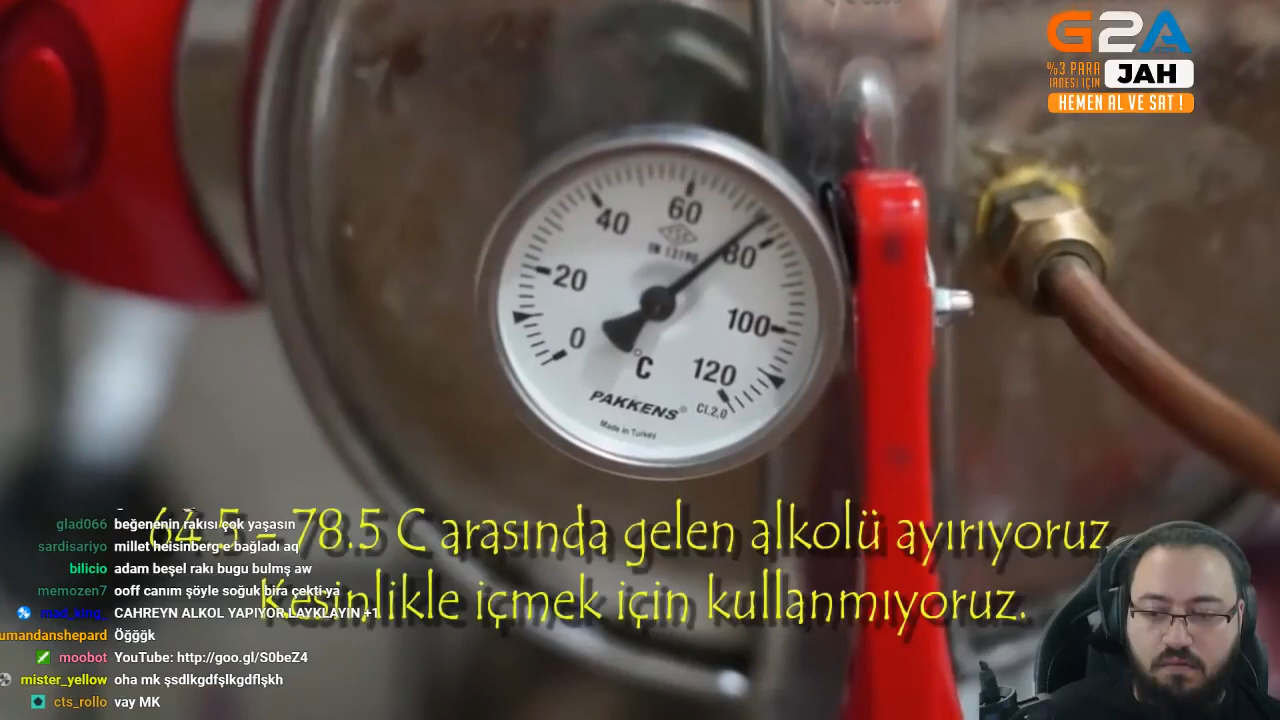 G2A
%3 PARA
İADESİ İÇİN
JAH
HEMEN AL VE SAT !
0
20
40
60
80
100
120
EN 13190
°C
PAKKENS®
CL.2,0
Made in Turkey
64.5 - 78.5 C arasında gelen alkolü ayırıyoruz
Kesinlikle içmek için kullanmıyoruz.
glad066 beğenenin rakısı çok yaşasın
sardisariyo millet heisinberg e bağladı aq
bilicio adam beşel rakı bugu bulmş aw
memozen7 ooff canım şöyle soğuk bira çekti ya
mad_king_ CAHREYN ALKOL YAPIYOR LAYKLAYIN +1
umandanshepard Öğğğk
moobot YouTube: http://goo.gl/S0beZ4
mister_yellow oha mk şsdlkgdfşlkgdflşkh
cts_rollo vay MK